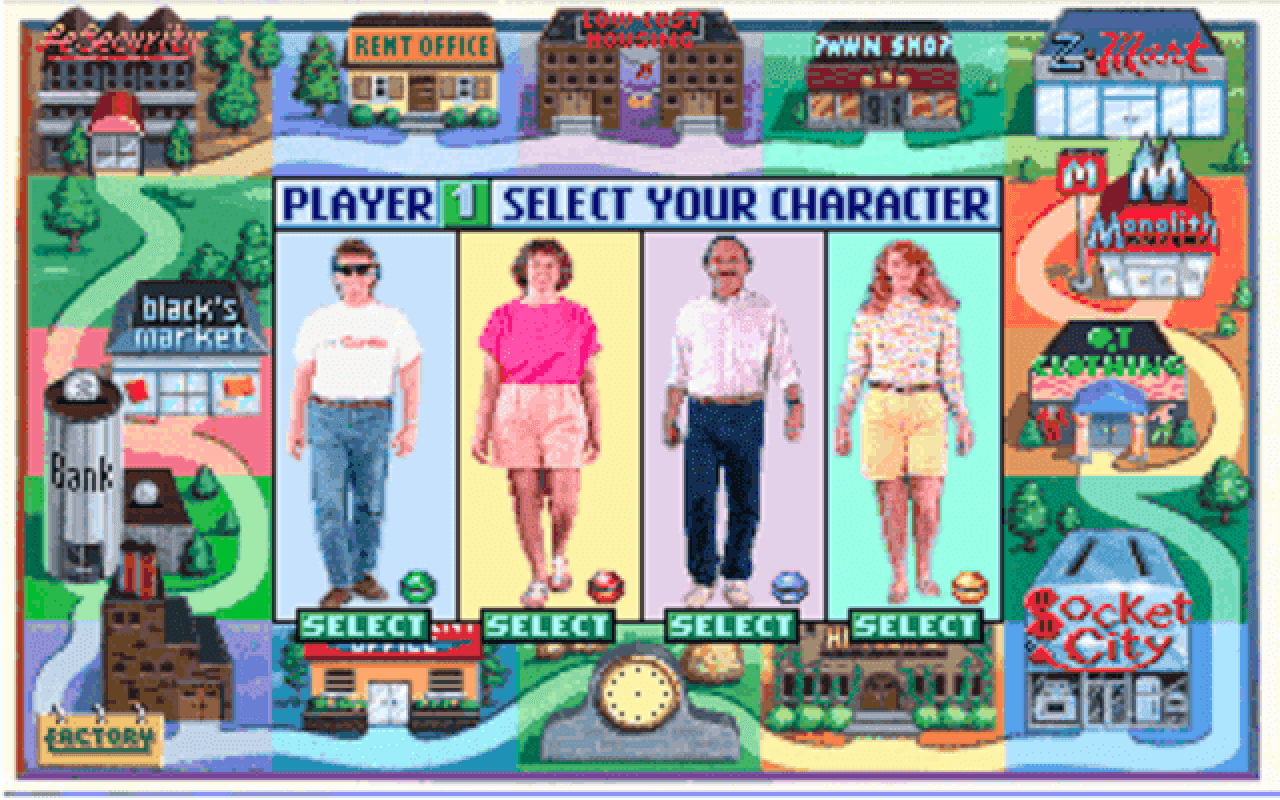 LeSecurity
RENT OFFICE
LOW-COST
HOUSING
PAWN SHOP
Z-Mart
M
Monolith
PLAYER 1 SELECT YOUR CHARACTER
black's
market
QT
CLOTHING
Bank
SELECT
SELECT
SELECT
SELECT
OFFICE
Socket
City
FACTORY